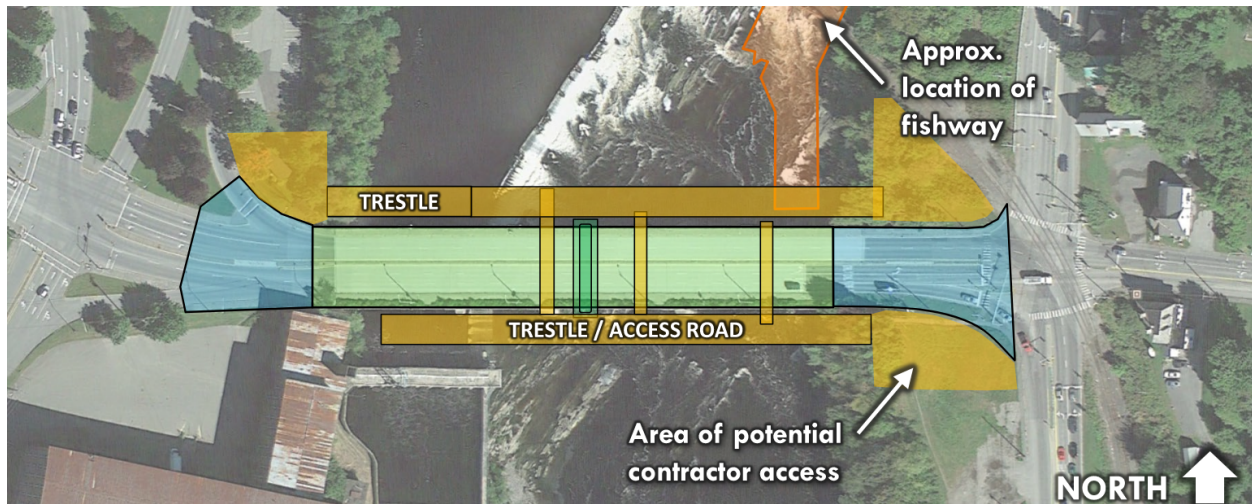 Approx.
location of
fishway
TRESTLE
TRESTLE / ACCESS ROAD
Area of potential
contractor access
NORTH